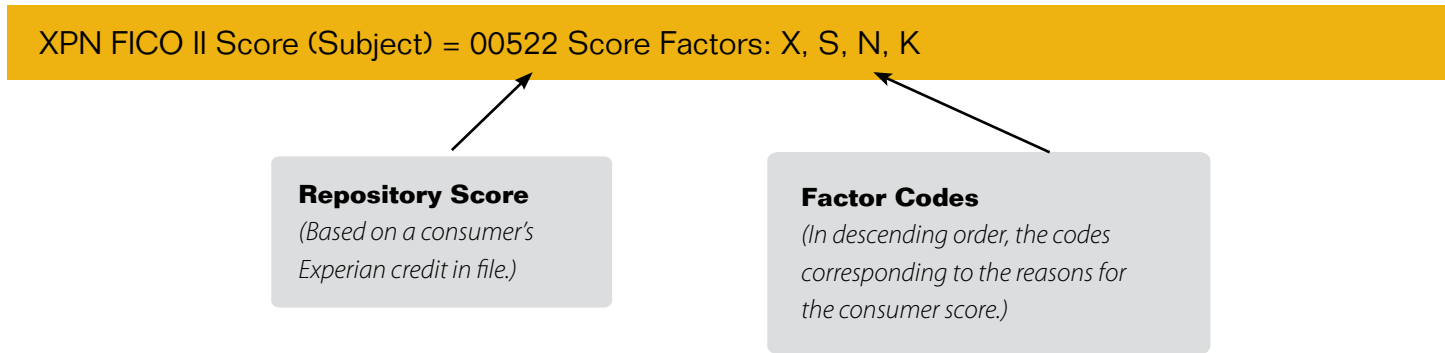 XPN FICO II Score (Subject) = 00522 Score Factors: X, S, N, K
Repository Score
(Based on a consumer’s
Experian credit in file.)
Factor Codes
(In descending order, the codes
corresponding to the reasons for
the consumer score.)